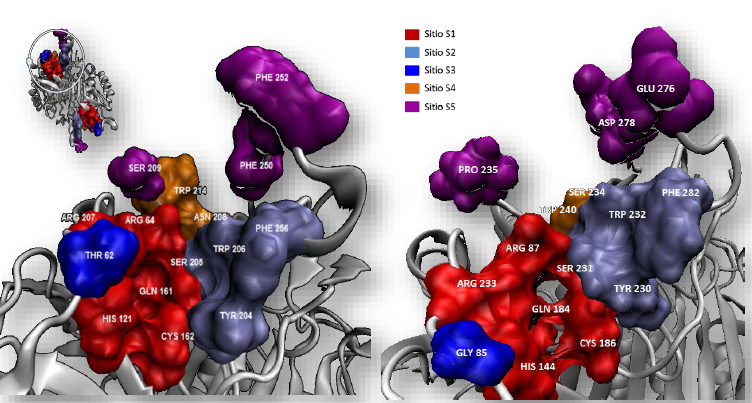 Sitio S1
Sitio S2
Sitio S3
Sitio S4
Sitio S5
PHE 252
PHE 250
SER 209
TRP 214
ARG 207
ARG 64
ASN 208
PHE 256
THR 62
TRP 206
SER 205
GLN 161
HIS 121
CYS 162
TYR 204
GLU 276
ASP 278
PRO 235
SER 234
PHE 282
TRP 240
TRP 232
ARG 87
SER 231
ARG 233
TYR 230
GLN 184
CYS 186
GLY 85
HIS 144